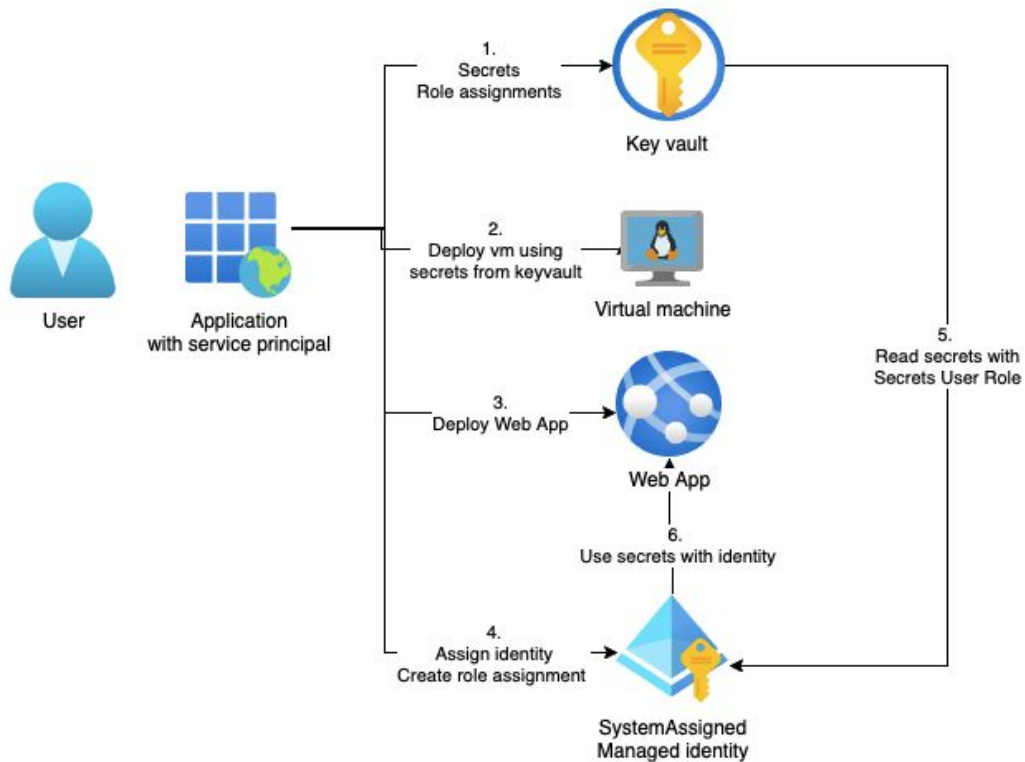 1.
Secrets
Role assignments
Key vault
2.
Deploy vm using
secrets from keyvault
User
Application
with service principal
Virtual machine
5.
Read secrets with
Secrets User Role
3.
Deploy Web App
Web App
6.
Use secrets with identity
4.
Assign identity
Create role assignment
SystemAssigned
Managed identity